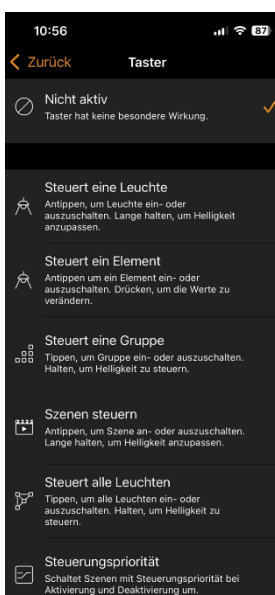 10:56
87
Zurück
Taster
Nicht aktiv
Taster hat keine besondere Wirkung.
Steuert eine Leuchte
Antippen, um Leuchte ein- oder
auszuschalten. Lange halten, um Helligkeit
anzupassen.
Steuert ein Element
Antippen um ein Element ein- oder
auszuschalten. Drücken, um die Werte zu
verändern.
Steuert eine Gruppe
Tippen, um Gruppe ein- oder auszuschalten.
Halten, um Helligkeit zu steuern.
Szenen steuern
Antippen, um Szene an- oder auszuschalten.
Lange halten, um Helligkeit anzupassen.
Steuert alle Leuchten
Tippen, um alle Leuchten ein- oder
auszuschalten. Halten, um Helligkeit zu
steuern.
Steuerungspriorität
Schaltet Szenen mit Steuerungspriorität bei
Aktivierung und Deaktivierung um.